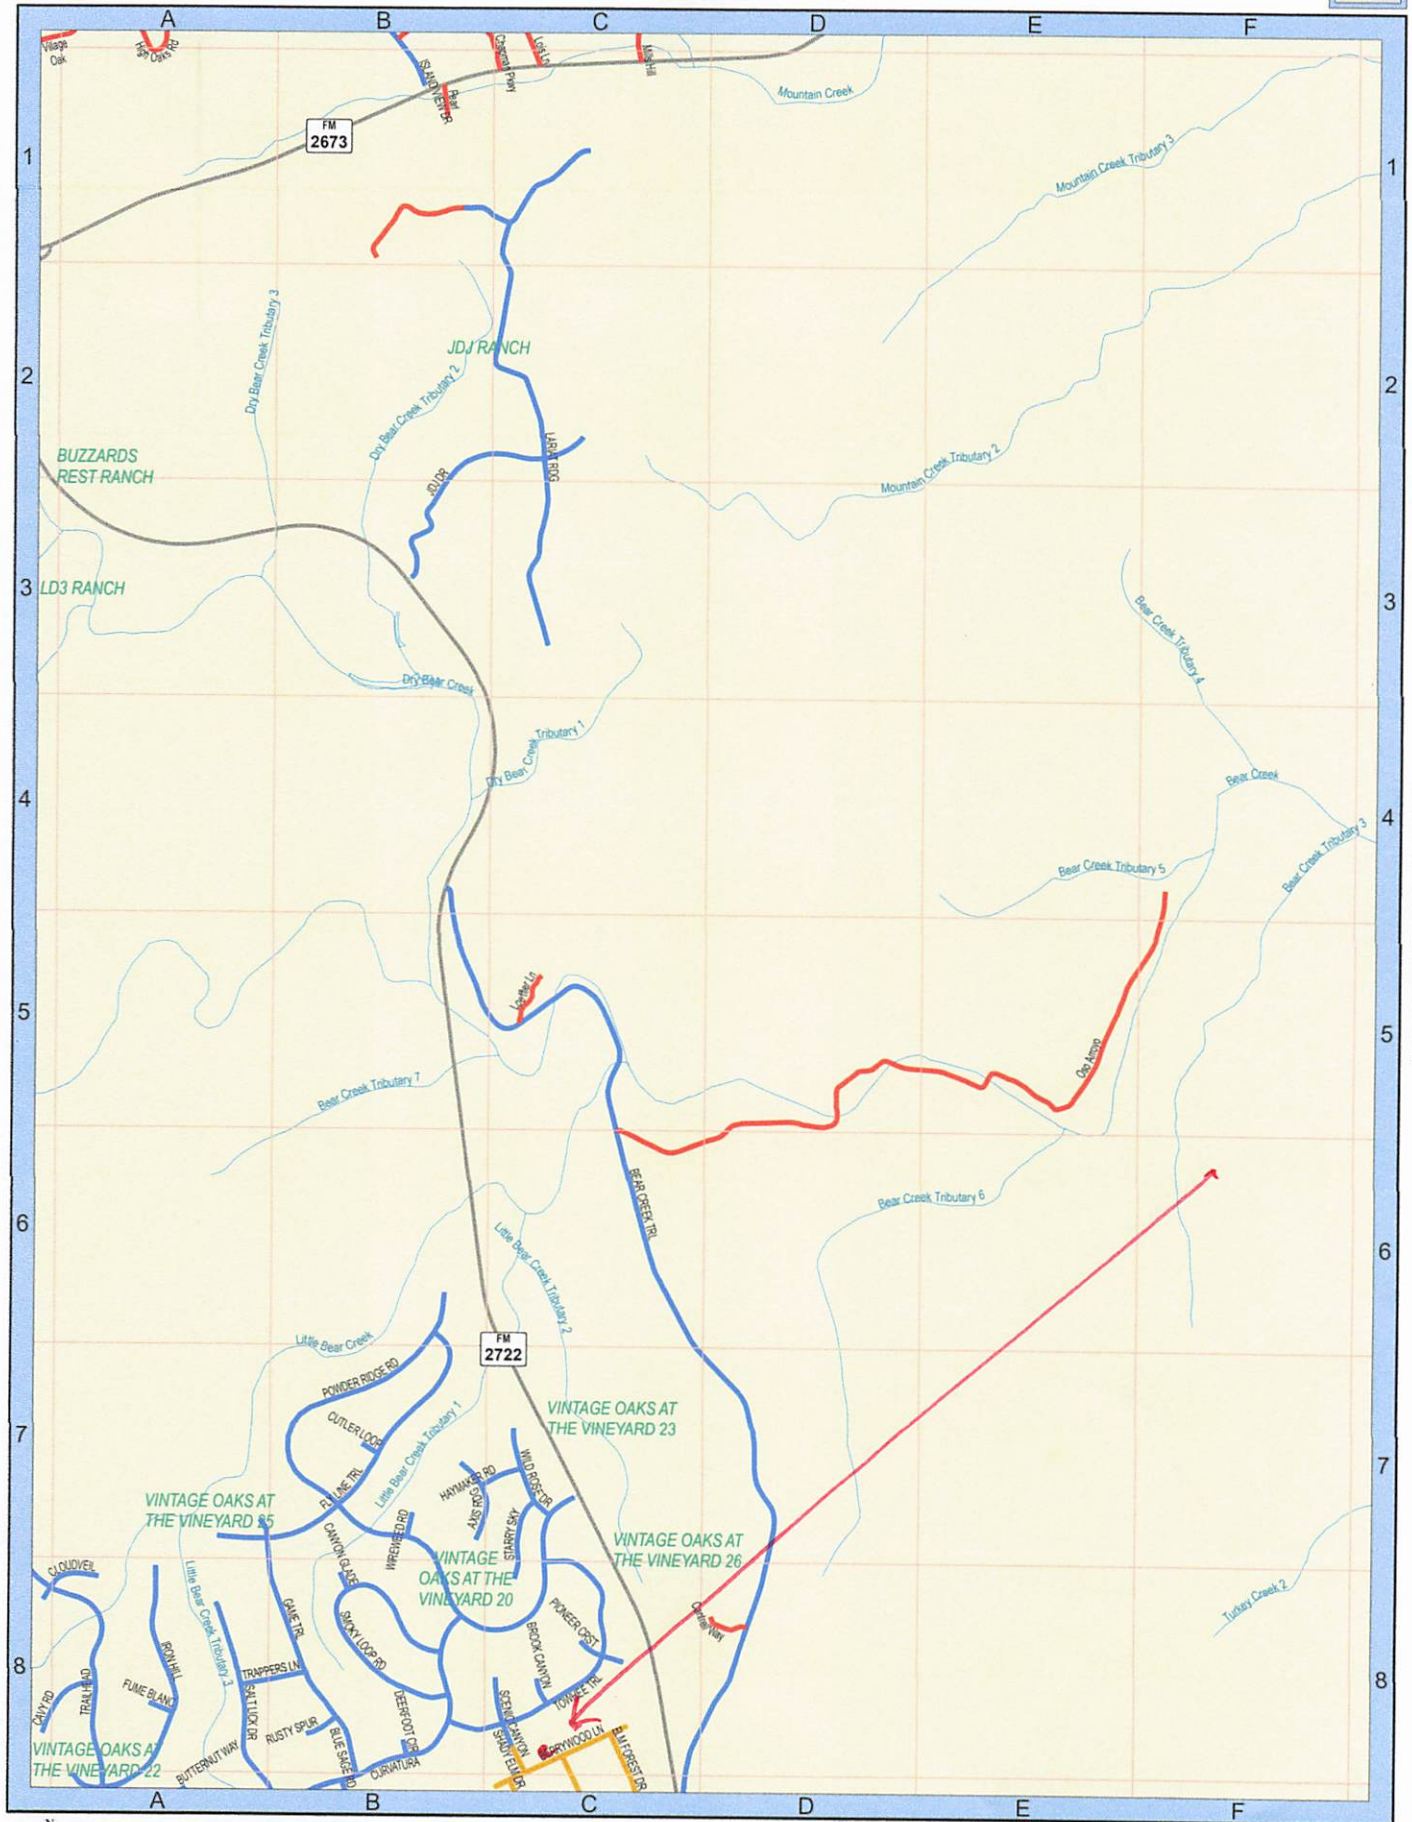 A B C D E F
Village
Oak
High Oaks Rd
ISLANDVIEW DR
Pearl
Chapman Pkwy
Lois Ln
Mtn Hill
Mountain Creek
FM
2673
1
1
Mountain Creek Tributary 3
Dry Bear Creek Tributary 3
JDJ RANCH
2
2
Dry Bear Creek Tributary 2
BUZZARDS
REST RANCH
LARIAT RDG
JDJ DR
Mountain Creek Tributary 2
3
LD3 RANCH
3
Bear Creek Tributary 4
Dry Bear Creek
Dry Bear Creek Tributary 1
Bear Creek
4
4
Bear Creek Tributary 3
Bear Creek Tributary 5
Loeffler Ln
5
5
Oso Arroyo
Bear Creek Tributary 7
BEAR CREEK TRL
Bear Creek Tributary 6
6
6
Little Bear Creek Tributary 2
Little Bear Creek
FM
2722
POWDER RIDGE RD
CUTLER LOOP
Little Bear Creek Tributary 1
VINTAGE OAKS AT
THE VINEYARD 23
7
7
FLY LINE TRL
HAYMAKER RD
WILD ROSE DR
AXIS RDG
STARRY SKY
VINTAGE OAKS AT
THE VINEYARD 25
CANYON GLADE
WIREWEED RD
VINTAGE
OAKS AT THE
VINEYARD 20
VINTAGE OAKS AT
THE VINEYARD 26
CLOUDVEIL
Little Bear Creek Tributary 3
GAME TRL
SMOKY LOOP RD
PIONEER CRST
BROOK CANYON
Turkey Creek 2
8
8
IRON HILL
TRAPPERS LN
CAVY RD
TRAILHEAD
FUME BLANC
SALT LICK DR
RUSTY SPUR
BLUE SAGE RD
DEERFOOT CIR
SCENIC CANYON
TOWHEE TRL
SHADY ELM DR
BERRYWOOD LN
ELM FOREST DR
VINTAGE OAKS AT
THE VINEYARD 22
BUTTERNUT WAY
CURVATURA
A B C D E F